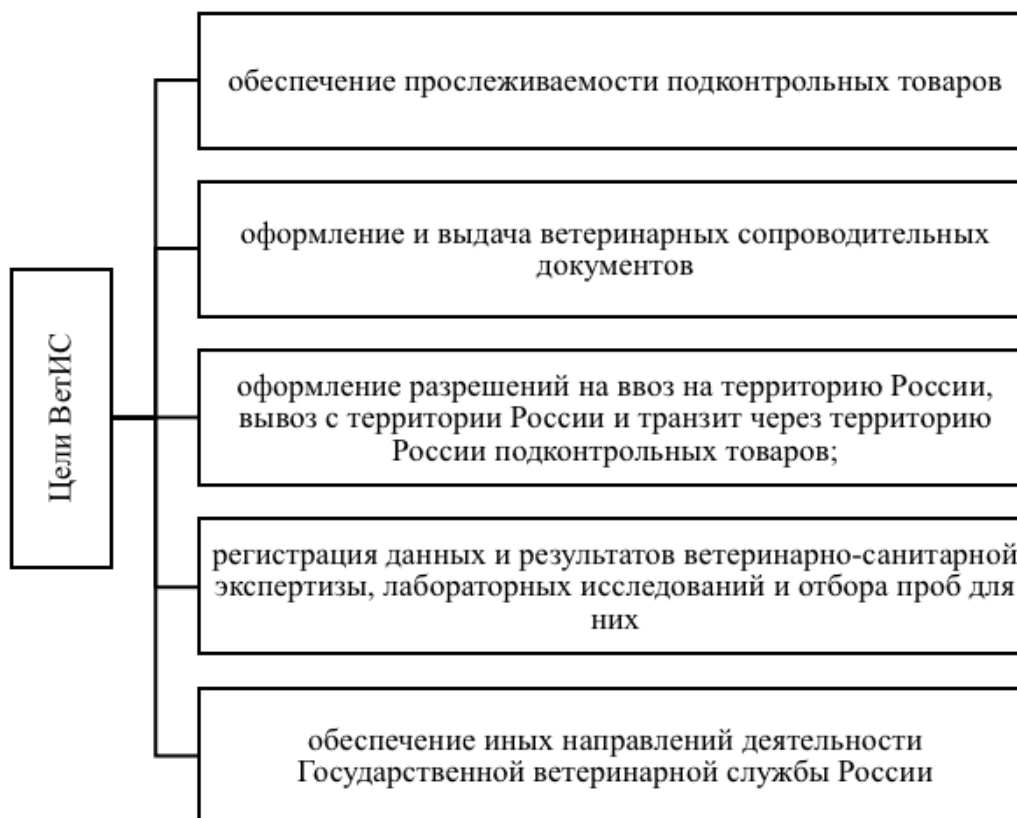 Цели ВетИС
обеспечение прослеживаемости подконтрольных товаров
оформление и выдача ветеринарных сопроводительных
документов
оформление разрешений на ввоз на территорию России,
вывоз с территории России и транзит через территорию
России подконтрольных товаров;
регистрация данных и результатов ветеринарно-санитарной
экспертизы, лабораторных исследований и отбора проб для
них
обеспечение иных направлений деятельности
Государственной ветеринарной службы России